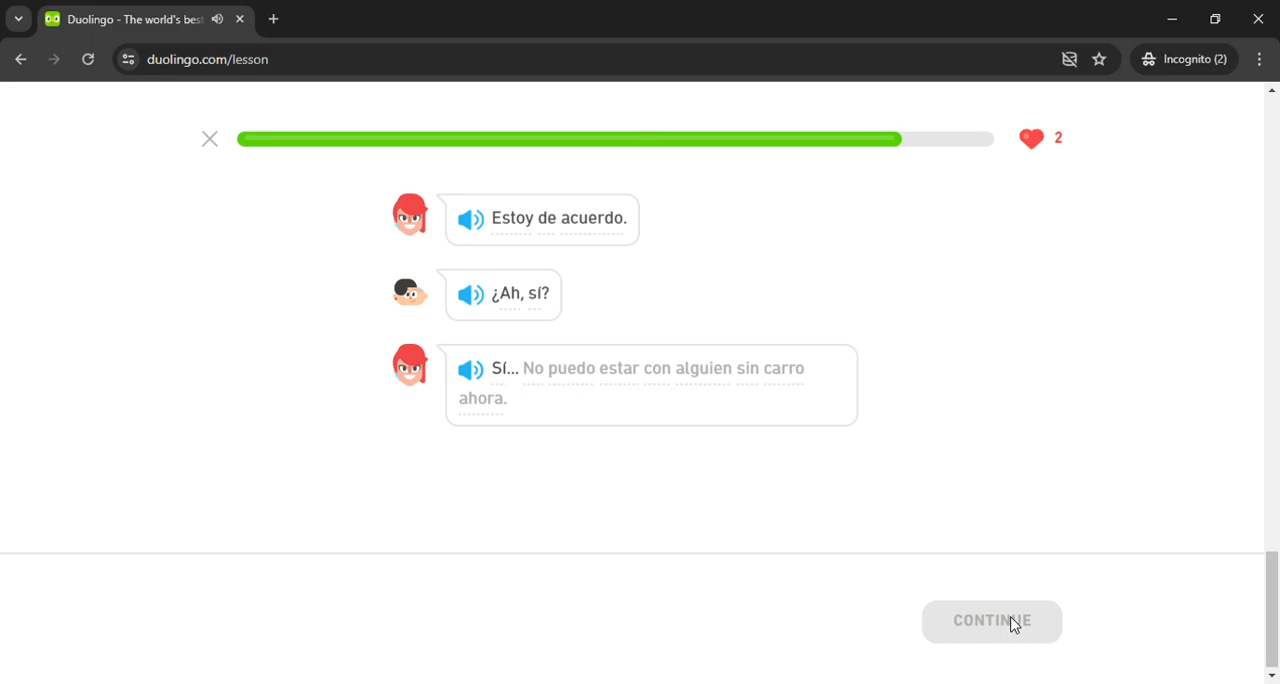 Duolingo - The world's best
duolingo.com/lesson
Incognito (2)
2
Estoy de acuerdo.
¿Ah, sí?
Sí... No puedo estar con alguien sin carro
ahora.
CONTINUE